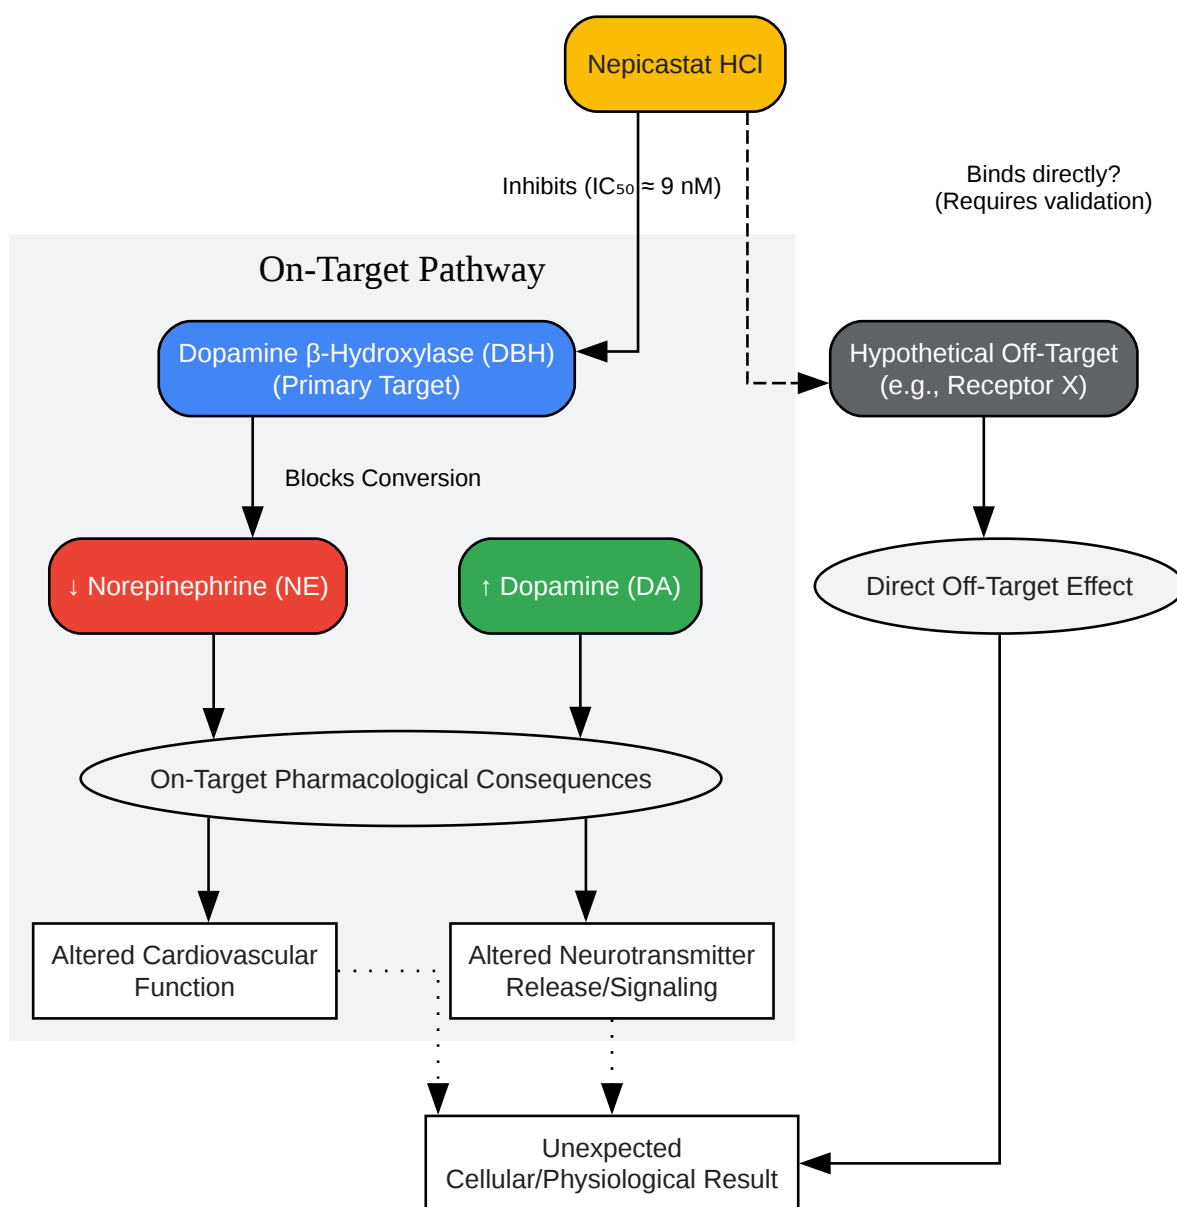 Nepicastat HCl
Inhibits (IC₅₀ ≈ 9 nM)
Binds directly?
(Requires validation)
On-Target Pathway
Dopamine β-Hydroxylase (DBH)
(Primary Target)
Hypothetical Off-Target
(e.g., Receptor X)
Blocks Conversion
↓ Norepinephrine (NE)
↑ Dopamine (DA)
Direct Off-Target Effect
On-Target Pharmacological Consequences
Altered Cardiovascular
Function
Altered Neurotransmitter
Release/Signaling
Unexpected
Cellular/Physiological Result